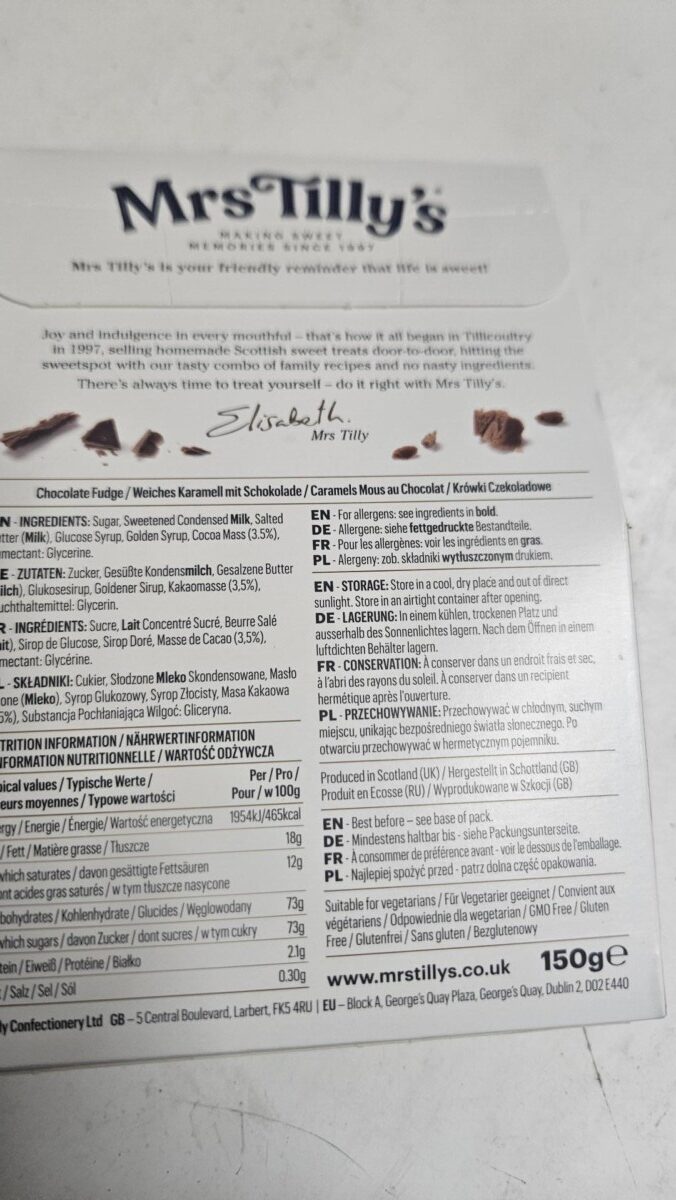 Mrs Tilly's
MAKING SWEET
MEMORIES SINCE 1997
Mrs Tilly's is your friendly reminder that life is sweet!
Joy and indulgence in every mouthful – that's how it all began in Tillicoultry
in 1997, selling homemade Scottish sweet treats door-to-door, hitting the
sweetspot with our tasty combo of family recipes and no nasty ingredients.
There's always time to treat yourself – do it right with Mrs Tilly's.
Elisabeth.
Mrs Tilly
Chocolate Fudge / Weiches Karamell mit Schokolade / Caramels Mous au Chocolat / Krówki Czekoladowe
N - INGREDIENTS: Sugar, Sweetened Condensed Milk, Salted
tter (Milk), Glucose Syrup, Golden Syrup, Cocoa Mass (3.5%),
mectant: Glycerine.
E - ZUTATEN: Zucker, Gesüßte Kondensmilch, Gesalzene Butter
ilch), Glukosesirup, Goldener Sirup, Kakaomasse (3,5%),
uchthaltemittel: Glycerin.
R - INGRÉDIENTS: Sucre, Lait Concentré Sucré, Beurre Salé
ait), Sirop de Glucose, Sirop Doré, Masse de Cacao (3,5%),
mectant: Glycérine.
L - SKŁADNIKI: Cukier, Słodzone Mleko Skondensowane, Masło
one (Mleko), Syrop Glukozowy, Syrop Złocisty, Masa Kakaowa
5%), Substancja Pochłaniająca Wilgoć: Gliceryna.
TRITION INFORMATION / NÄHRWERTINFORMATION
FORMATION NUTRITIONNELLE / WARTOŚĆ ODŻYWCZA
ical values / Typische Werte / Per / Pro /
eurs moyennes / Typowe wartości Pour / w 100g
ergy / Energie / Énergie / Wartość energetyczna 1954kJ/465kcal
/ Fett / Matière grasse / Tłuszcze 18g
which saturates / davon gesättigte Fettsäuren 12g
ont acides gras saturés / w tym tłuszcze nasycone
bohydrates / Kohlenhydrate / Glucides / Węglowodany 73g
which sugars / davon Zucker / dont sucres / w tym cukry 73g
tein / Eiweiß / Protéine / Białko 2.1g
/ Salz / Sel / Sól 0.30g
EN - For allergens: see ingredients in bold.
DE - Allergene: siehe fettgedruckte Bestandteile.
FR - Pour les allergènes: voir les ingrédients en gras.
PL - Alergeny: zob. składniki wytłuszczonym drukiem.
EN - STORAGE: Store in a cool, dry place and out of direct
sunlight. Store in an airtight container after opening.
DE - LAGERUNG: In einem kühlen, trockenen Platz und
ausserhalb des Sonnenlichtes lagern. Nach dem Öffnen in einem
luftdichten Behälter lagern.
FR - CONSERVATION: À conserver dans un endroit frais et sec,
à l'abri des rayons du soleil. À conserver dans un recipient
hermétique après l'ouverture.
PL - PRZECHOWYWANIE: Przechowywać w chłodnym, suchym
miejscu, unikając bezpośredniego światła słonecznego. Po
otwarciu przechowywać w hermetycznym pojemniku.
Produced in Scotland (UK) / Hergestellt in Schottland (GB)
Produit en Ecosse (RU) / Wyprodukowane w Szkocji (GB)
EN - Best before – see base of pack.
DE - Mindestens haltbar bis - siehe Packungsunterseite.
FR - À consommer de préférence avant - voir le dessous de l'emballage.
PL - Najlepiej spożyć przed - patrz dolna część opakowania.
Suitable for vegetarians / Für Vegetarier geeignet / Convient aux
végétariens / Odpowiednie dla wegetarian / GMO Free / Gluten
Free / Glutenfrei / Sans gluten / Bezglutenowy
www.mrstillys.co.uk 150g℮
ly Confectionery Ltd GB – 5 Central Boulevard, Larbert, FK5 4RU | EU – Block A, George's Quay Plaza, George's Quay, Dublin 2, D02 E440